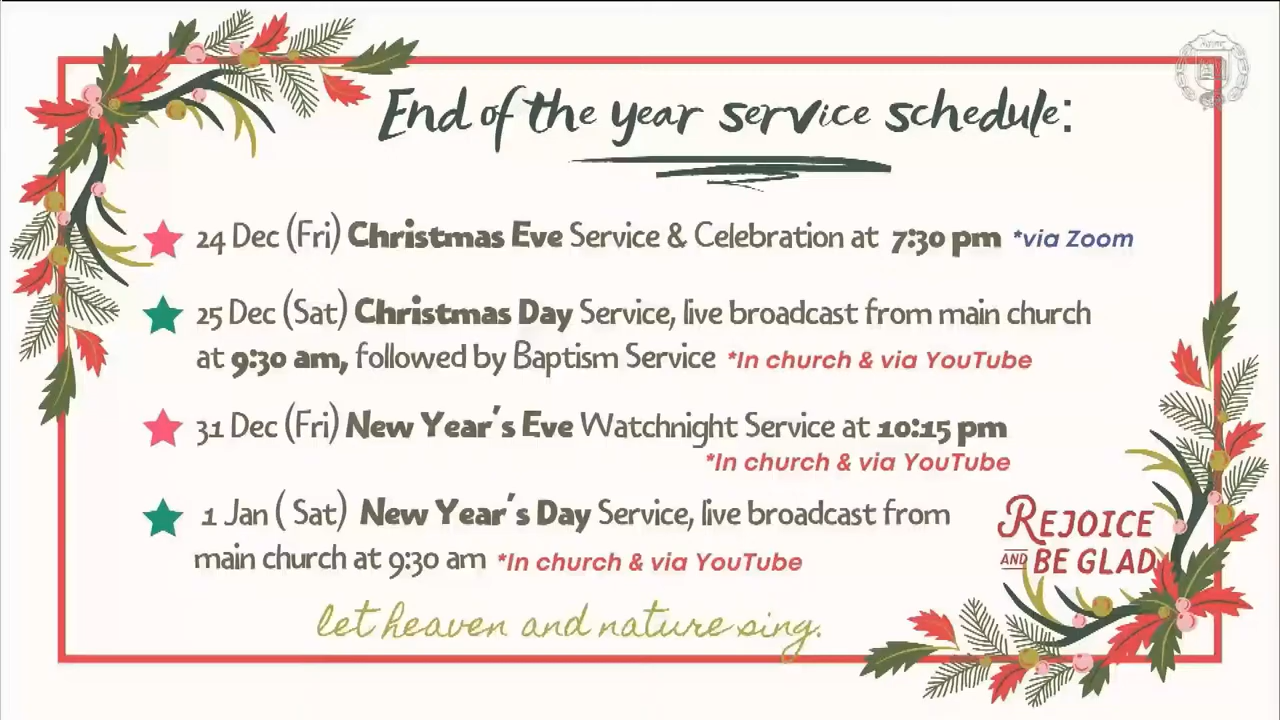 End of the year service schedule:
24 Dec (Fri) Christmas Eve Service & Celebration at 7:30 pm *via Zoom
25 Dec (Sat) Christmas Day Service, live broadcast from main church
at 9:30 am, followed by Baptism Service *In church & via YouTube
31 Dec (Fri) New Year's Eve Watchnight Service at 10:15 pm
*In church & via YouTube
1 Jan ( Sat) New Year's Day Service, live broadcast from
main church at 9:30 am *In church & via YouTube
REJOICE
AND BE GLAD
let heaven and nature sing.